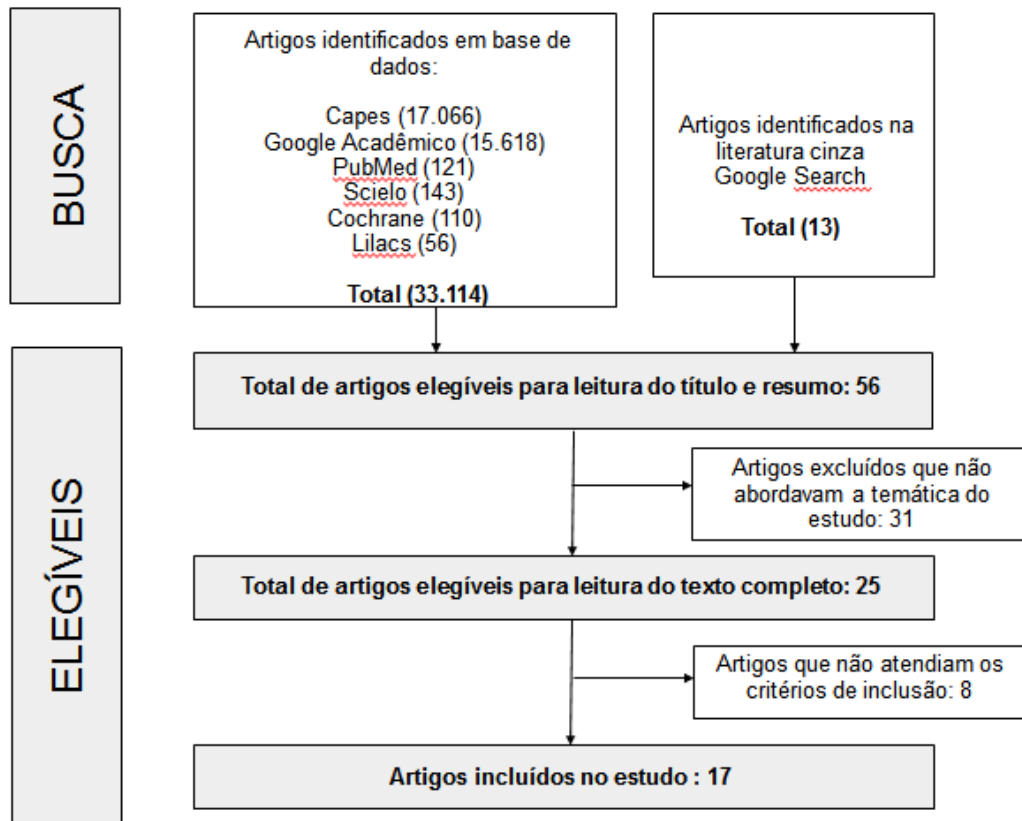 BUSCA
Artigos identificados em base de
dados:
Capes (17.066)
Google Acadêmico (15.618)
PubMed (121)
Scielo (143)
Cochrane (110)
Lilacs (56)
Total (33.114)
Artigos identificados na
literatura cinza
Google Search
Total (13)
ELEGÍVEIS
Total de artigos elegíveis para leitura do título e resumo: 56
Artigos excluídos que não
abordavam a temática do
estudo: 31
Total de artigos elegíveis para leitura do texto completo: 25
Artigos que não atendiam os
critérios de inclusão: 8
Artigos incluídos no estudo : 17